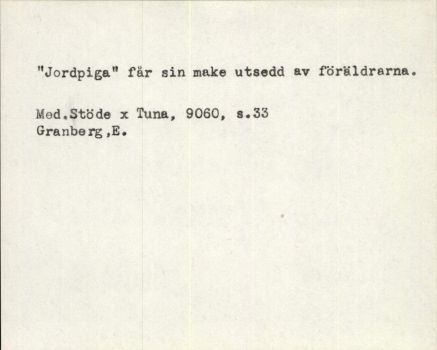 "Jordpiga" får sin make utsedd av föräldrarna.
Med.Stöde x Tuna, 9060, s.33
Granberg,E.